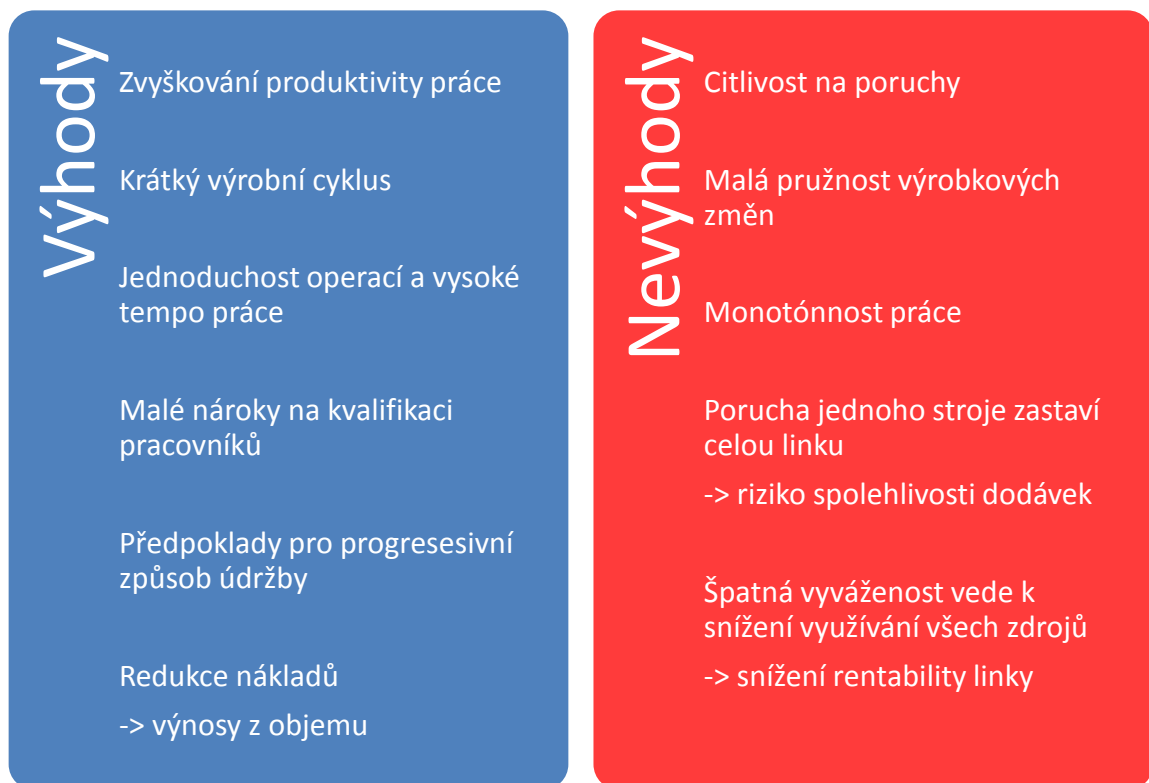 Výhody
Zvyškování produktivity práce
Krátký výrobní cyklus
Jednoduchost operací a vysoké
tempo práce
Malé nároky na kvalifikaci
pracovníků
Předpoklady pro progresesivní
způsob údržby
Redukce nákladů
-> výnosy z objemu
Nevýhody
Citlivost na poruchy
Malá pružnost výrobkových
změn
Monotónnost práce
Porucha jednoho stroje zastaví
celou linku
-> riziko spolehlivosti dodávek
Špatná vyváženost vede k
snížení využívání všech zdrojů
-> snížení rentability linky